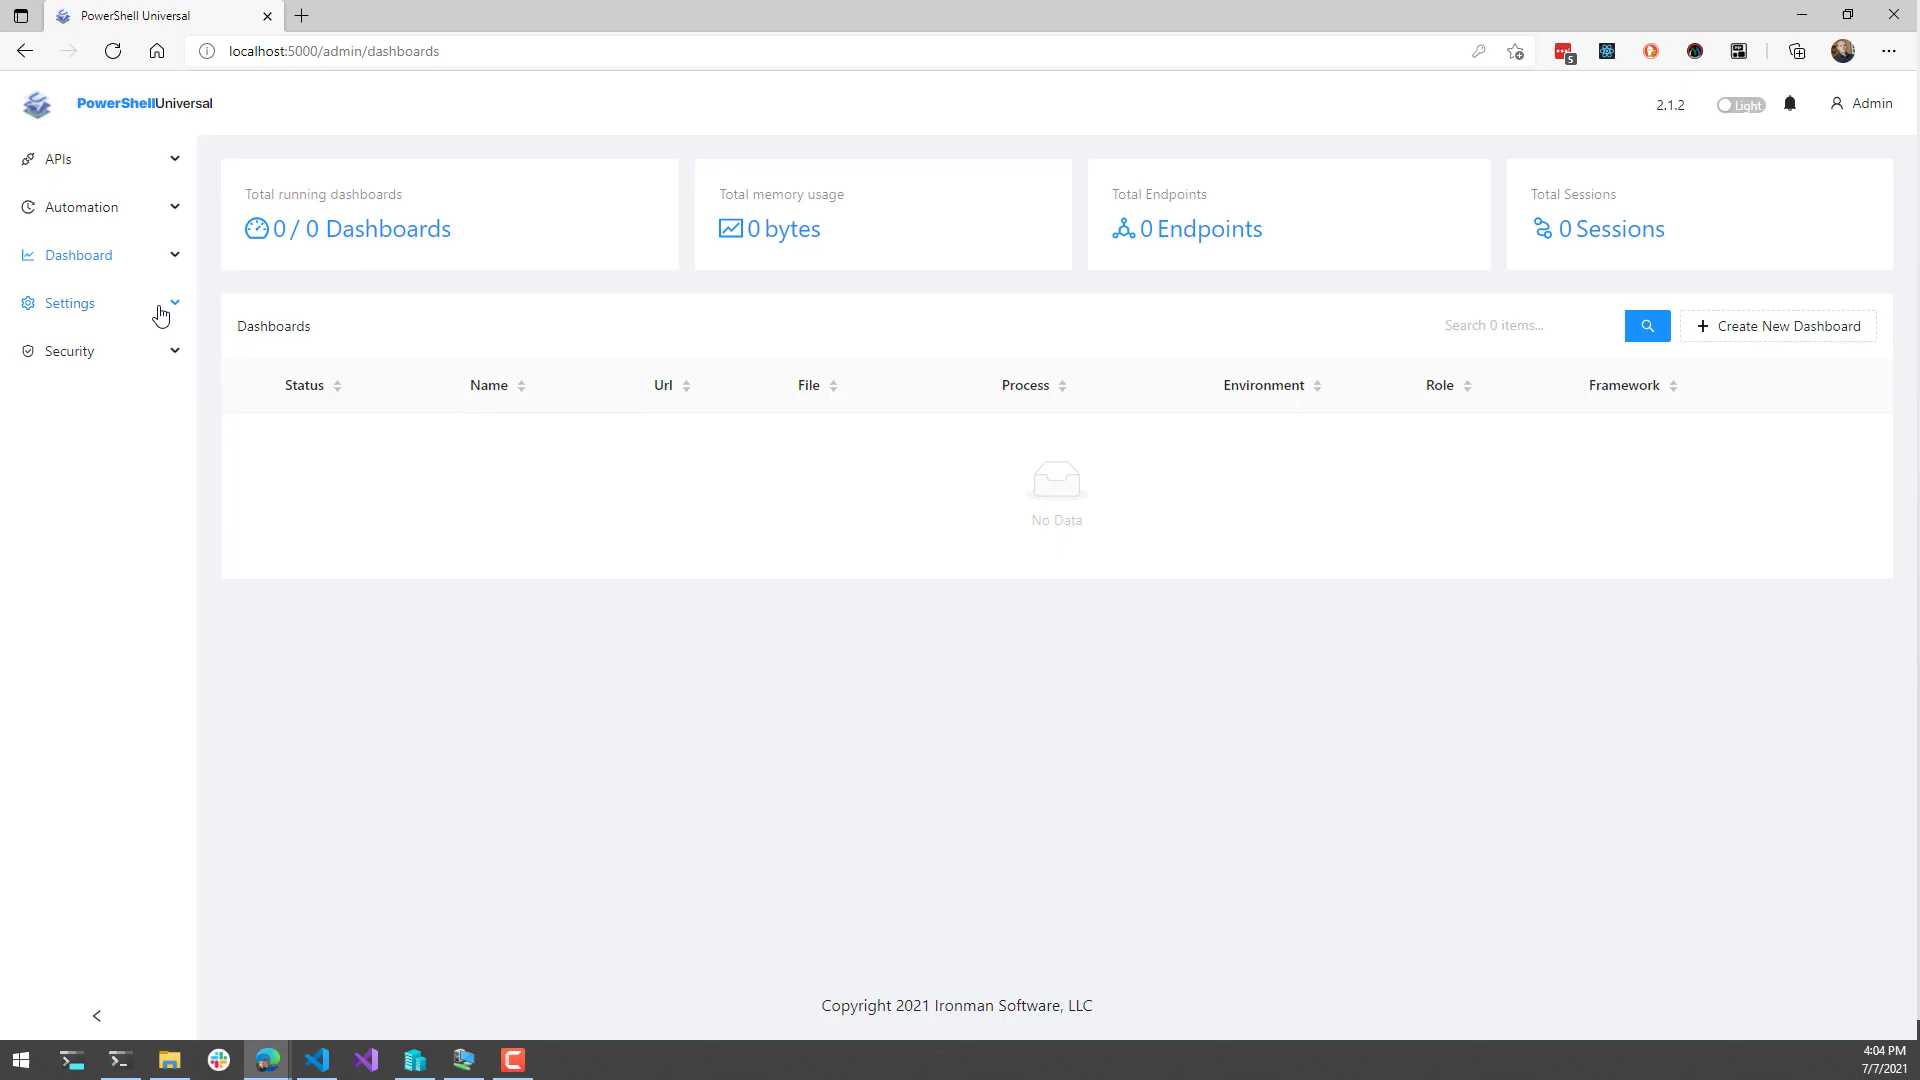 PowerShell Universal
localhost:5000/admin/dashboards
5
PowerShellUniversal
2.1.2
Light
Admin
APIs
Automation
Dashboard
Settings
Security
Total running dashboards
0 / 0 Dashboards
Total memory usage
0 bytes
Total Endpoints
0 Endpoints
Total Sessions
0 Sessions
Dashboards
Search 0 items...
Create New Dashboard
Status Name Url File Process Environment Role Framework
No Data
Copyright 2021 Ironman Software, LLC
4:04 PM
7/7/2021